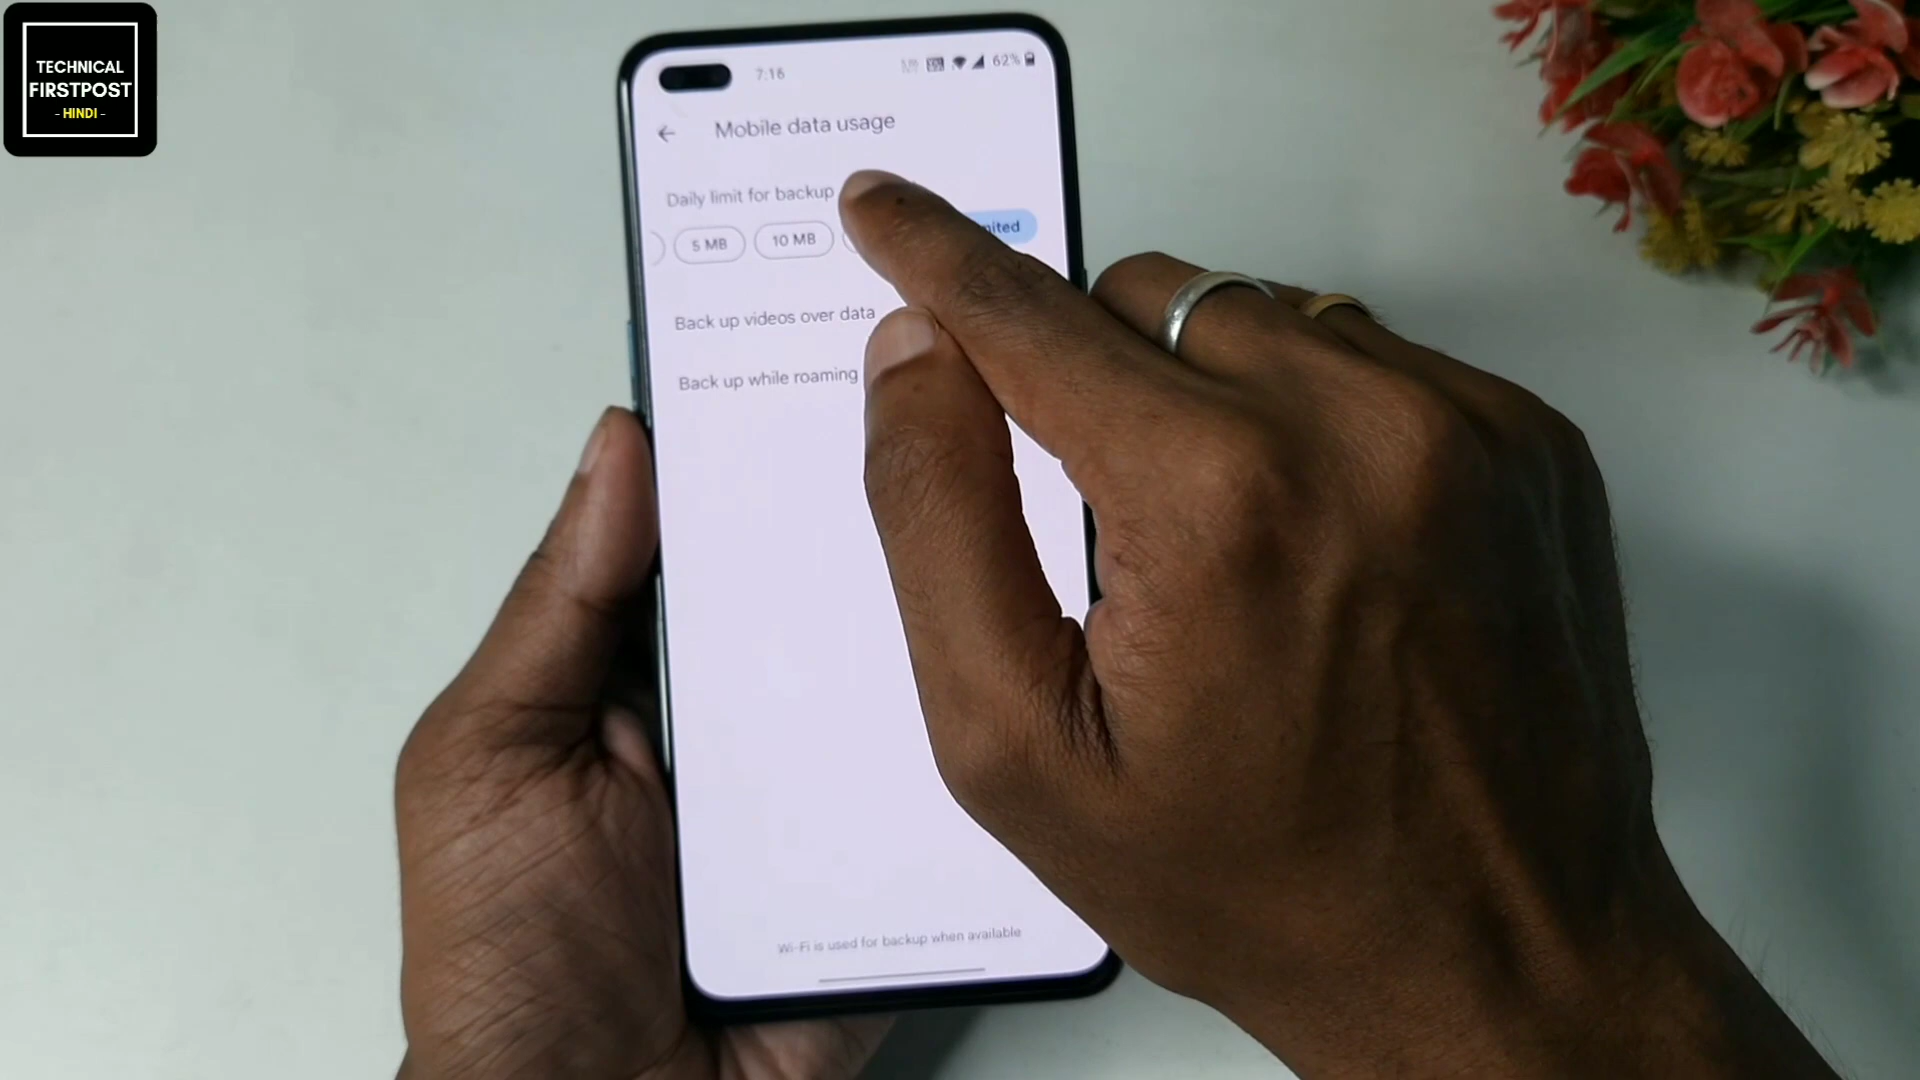 TECHNICAL
FIRSTPOST
- HINDI -
7:16
62%
Mobile data usage
Daily limit for backup
5 MB
10 MB
Back up videos over data
Back up while roaming
Wi-Fi is used for backup when available